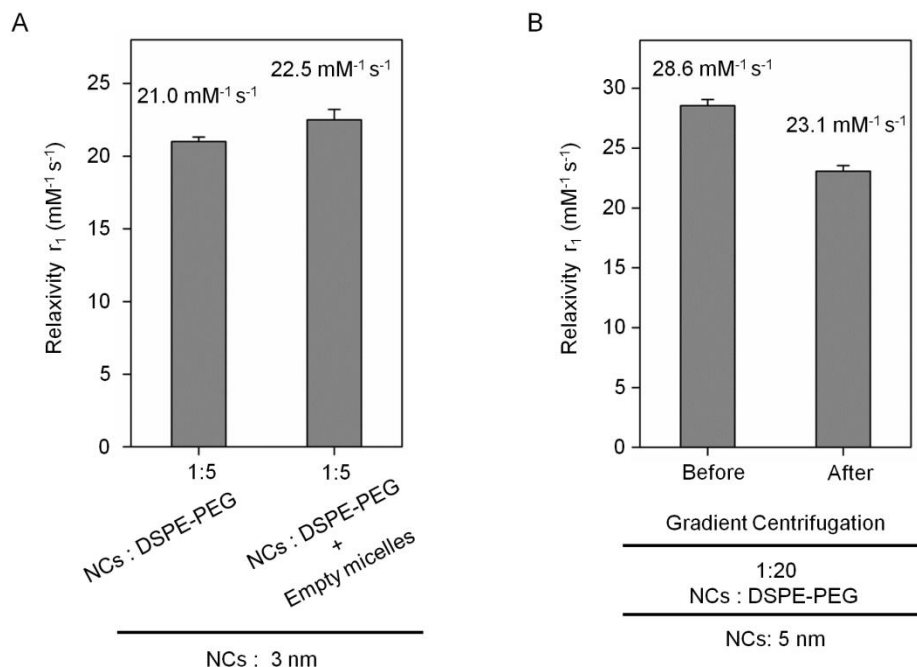 A
Relaxivity r₁ (mM⁻¹ s⁻¹)
25
20
15
10
5
0
21.0 mM⁻¹ s⁻¹
22.5 mM⁻¹ s⁻¹
1:5
1:5
NCs : DSPE-PEG
NCs : DSPE-PEG
+
Empty micelles
NCs : 3 nm
B
Relaxivity r₁ (mM⁻¹ s⁻¹)
30
25
20
15
10
5
0
28.6 mM⁻¹ s⁻¹
23.1 mM⁻¹ s⁻¹
Before
After
Gradient Centrifugation
1:20
NCs : DSPE-PEG
NCs: 5 nm